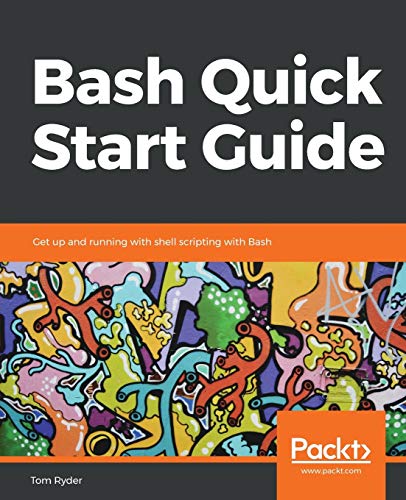 Bash Quick
Start Guide
Get up and running with shell scripting with Bash
Packt>
www.packt.com
Tom Ryder